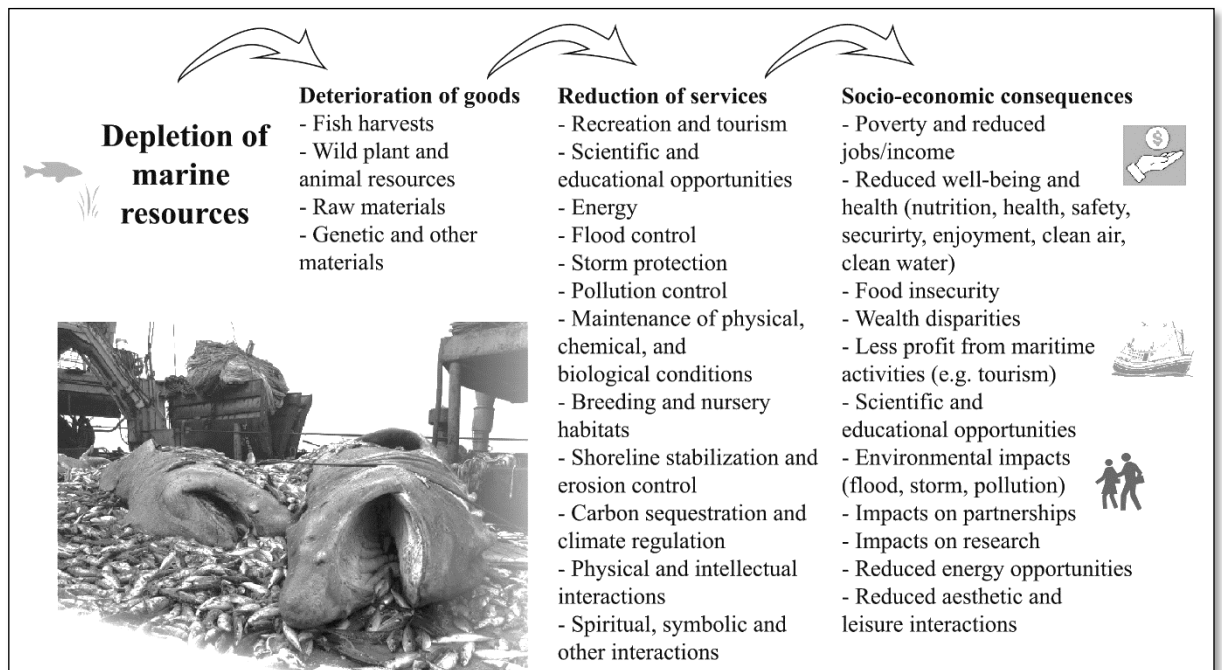 Depletion of
marine
resources
Deterioration of goods
- Fish harvests
- Wild plant and
animal resources
- Raw materials
- Genetic and other
materials
Reduction of services
- Recreation and tourism
- Scientific and
educational opportunities
- Energy
- Flood control
- Storm protection
- Pollution control
- Maintenance of physical,
chemical, and
biological conditions
- Breeding and nursery
habitats
- Shoreline stabilization and
erosion control
- Carbon sequestration and
climate regulation
- Physical and intellectual
interactions
- Spiritual, symbolic and
other interactions
Socio-economic consequences
- Poverty and reduced
jobs/income
- Reduced well-being and
health (nutrition, health, safety,
securirty, enjoyment, clean air,
clean water)
- Food insecurity
- Wealth disparities
- Less profit from maritime
activities (e.g. tourism)
- Scientific and
educational opportunities
- Environmental impacts
(flood, storm, pollution)
- Impacts on partnerships
- Impacts on research
- Reduced energy opportunities
- Reduced aesthetic and
leisure interactions
$